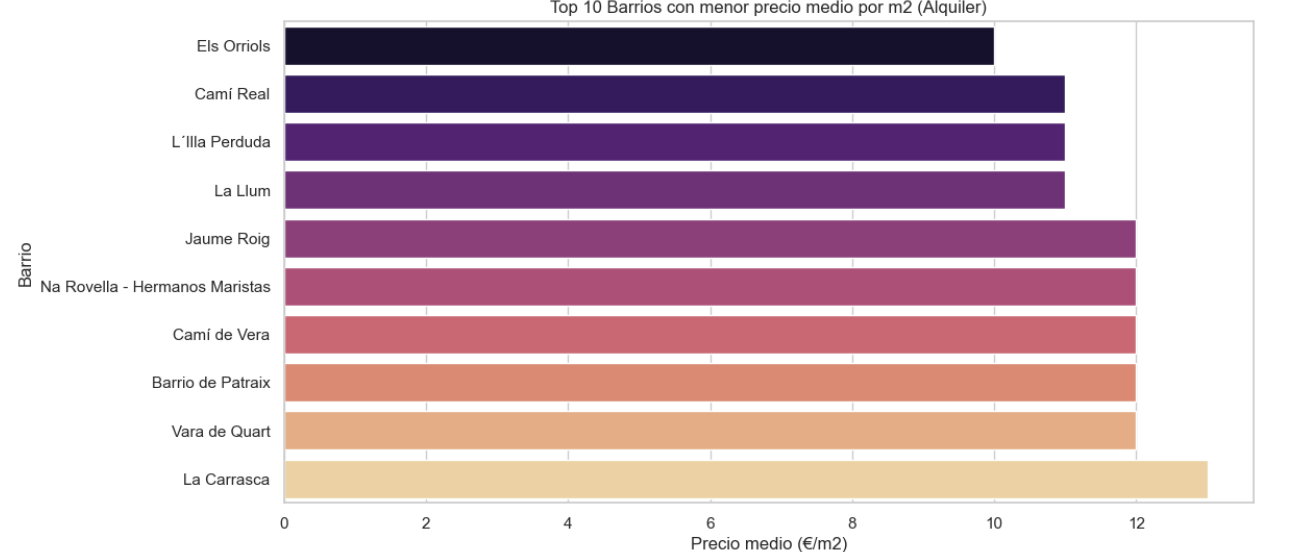 Top 10 Barrios con menor precio medio por m2 (Alquiler)
Barrio
Els Orriols
Camí Real
L´Illa Perduda
La Llum
Jaume Roig
Na Rovella - Hermanos Maristas
Camí de Vera
Barrio de Patraix
Vara de Quart
La Carrasca
0 2 4 6 8 10 12
Precio medio (€/m2)